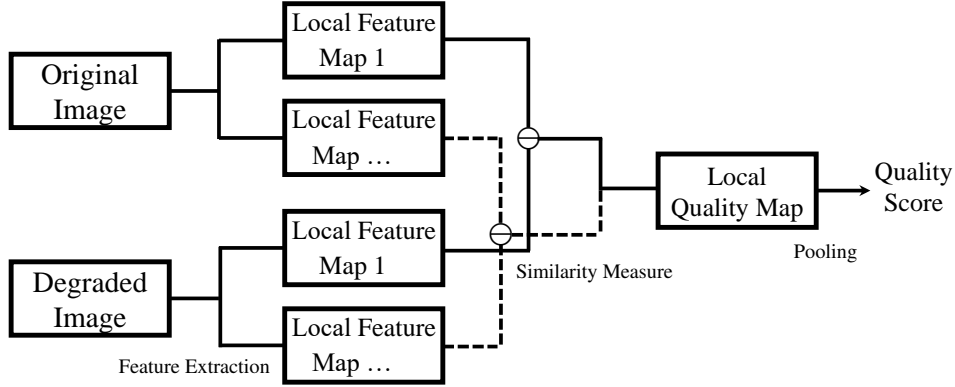 Original
Image
Local Feature
Map 1
Local Feature
Map …
Degraded
Image
Local Feature
Map 1
Local Feature
Map …
Feature Extraction
Similarity Measure
Local
Quality Map
Pooling
Quality
Score